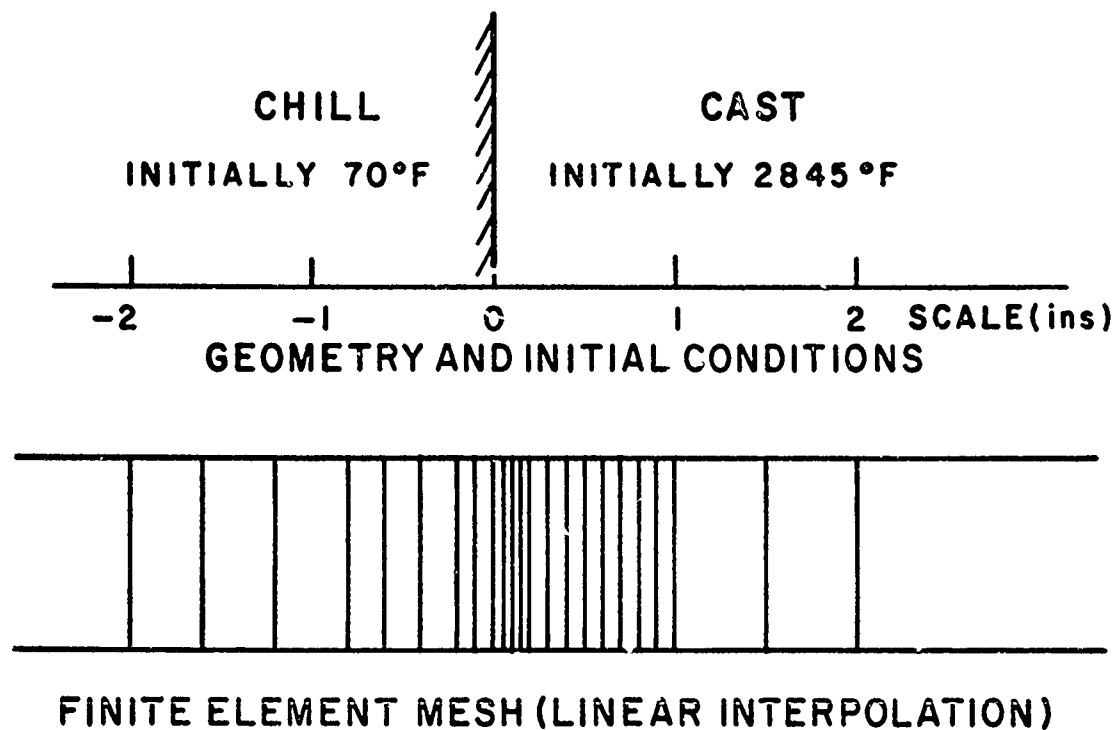 CHILL CAST
INITIALLY 70°F INITIALLY 2845°F
-2 -1 0 1 2 SCALE(ins)
GEOMETRY AND INITIAL CONDITIONS
FINITE ELEMENT MESH (LINEAR INTERPOLATION)